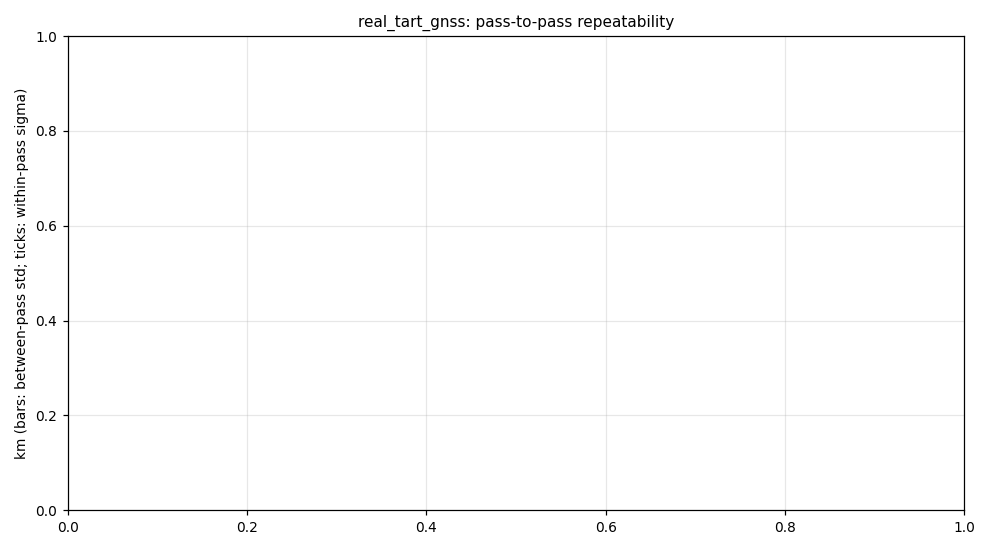 real_tart_gnss: pass-to-pass repeatability
km (bars: between-pass std; ticks: within-pass sigma)
1.0
0.8
0.6
0.4
0.2
0.0
0.0 0.2 0.4 0.6 0.8 1.0